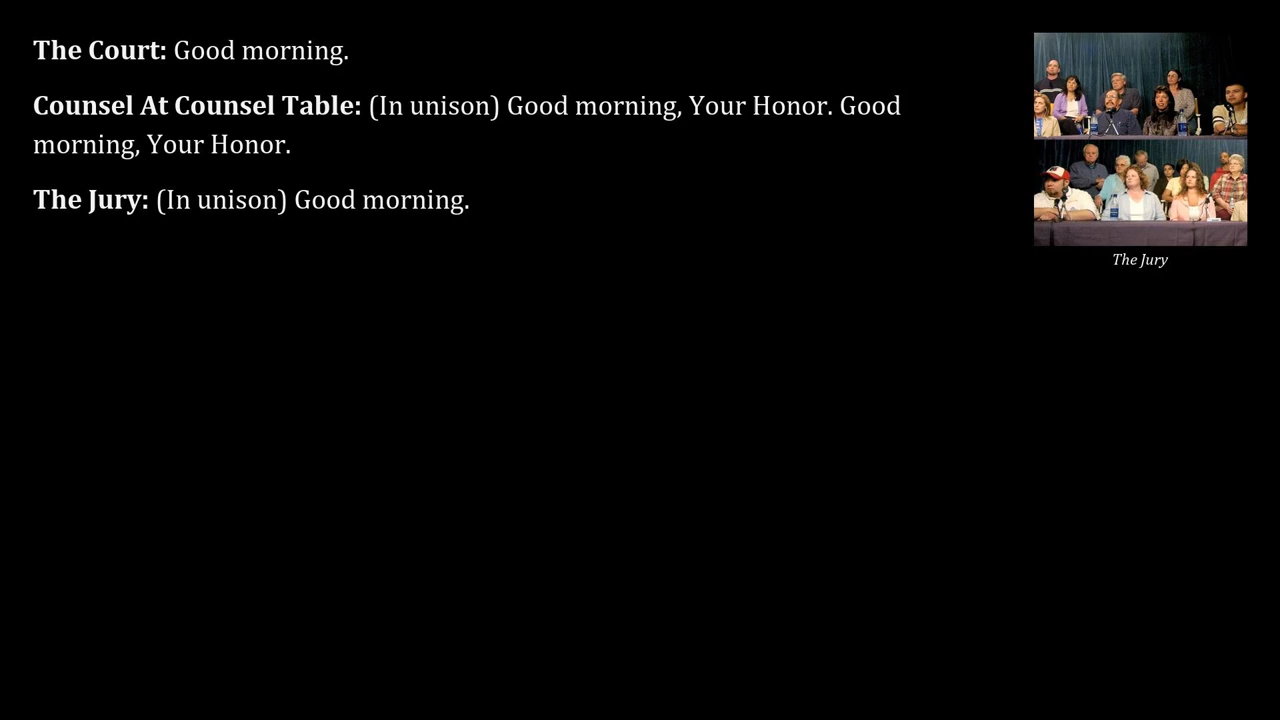 The Court: Good morning.
Counsel At Counsel Table: (In unison) Good morning, Your Honor. Good
morning, Your Honor.
The Jury: (In unison) Good morning.
The Jury